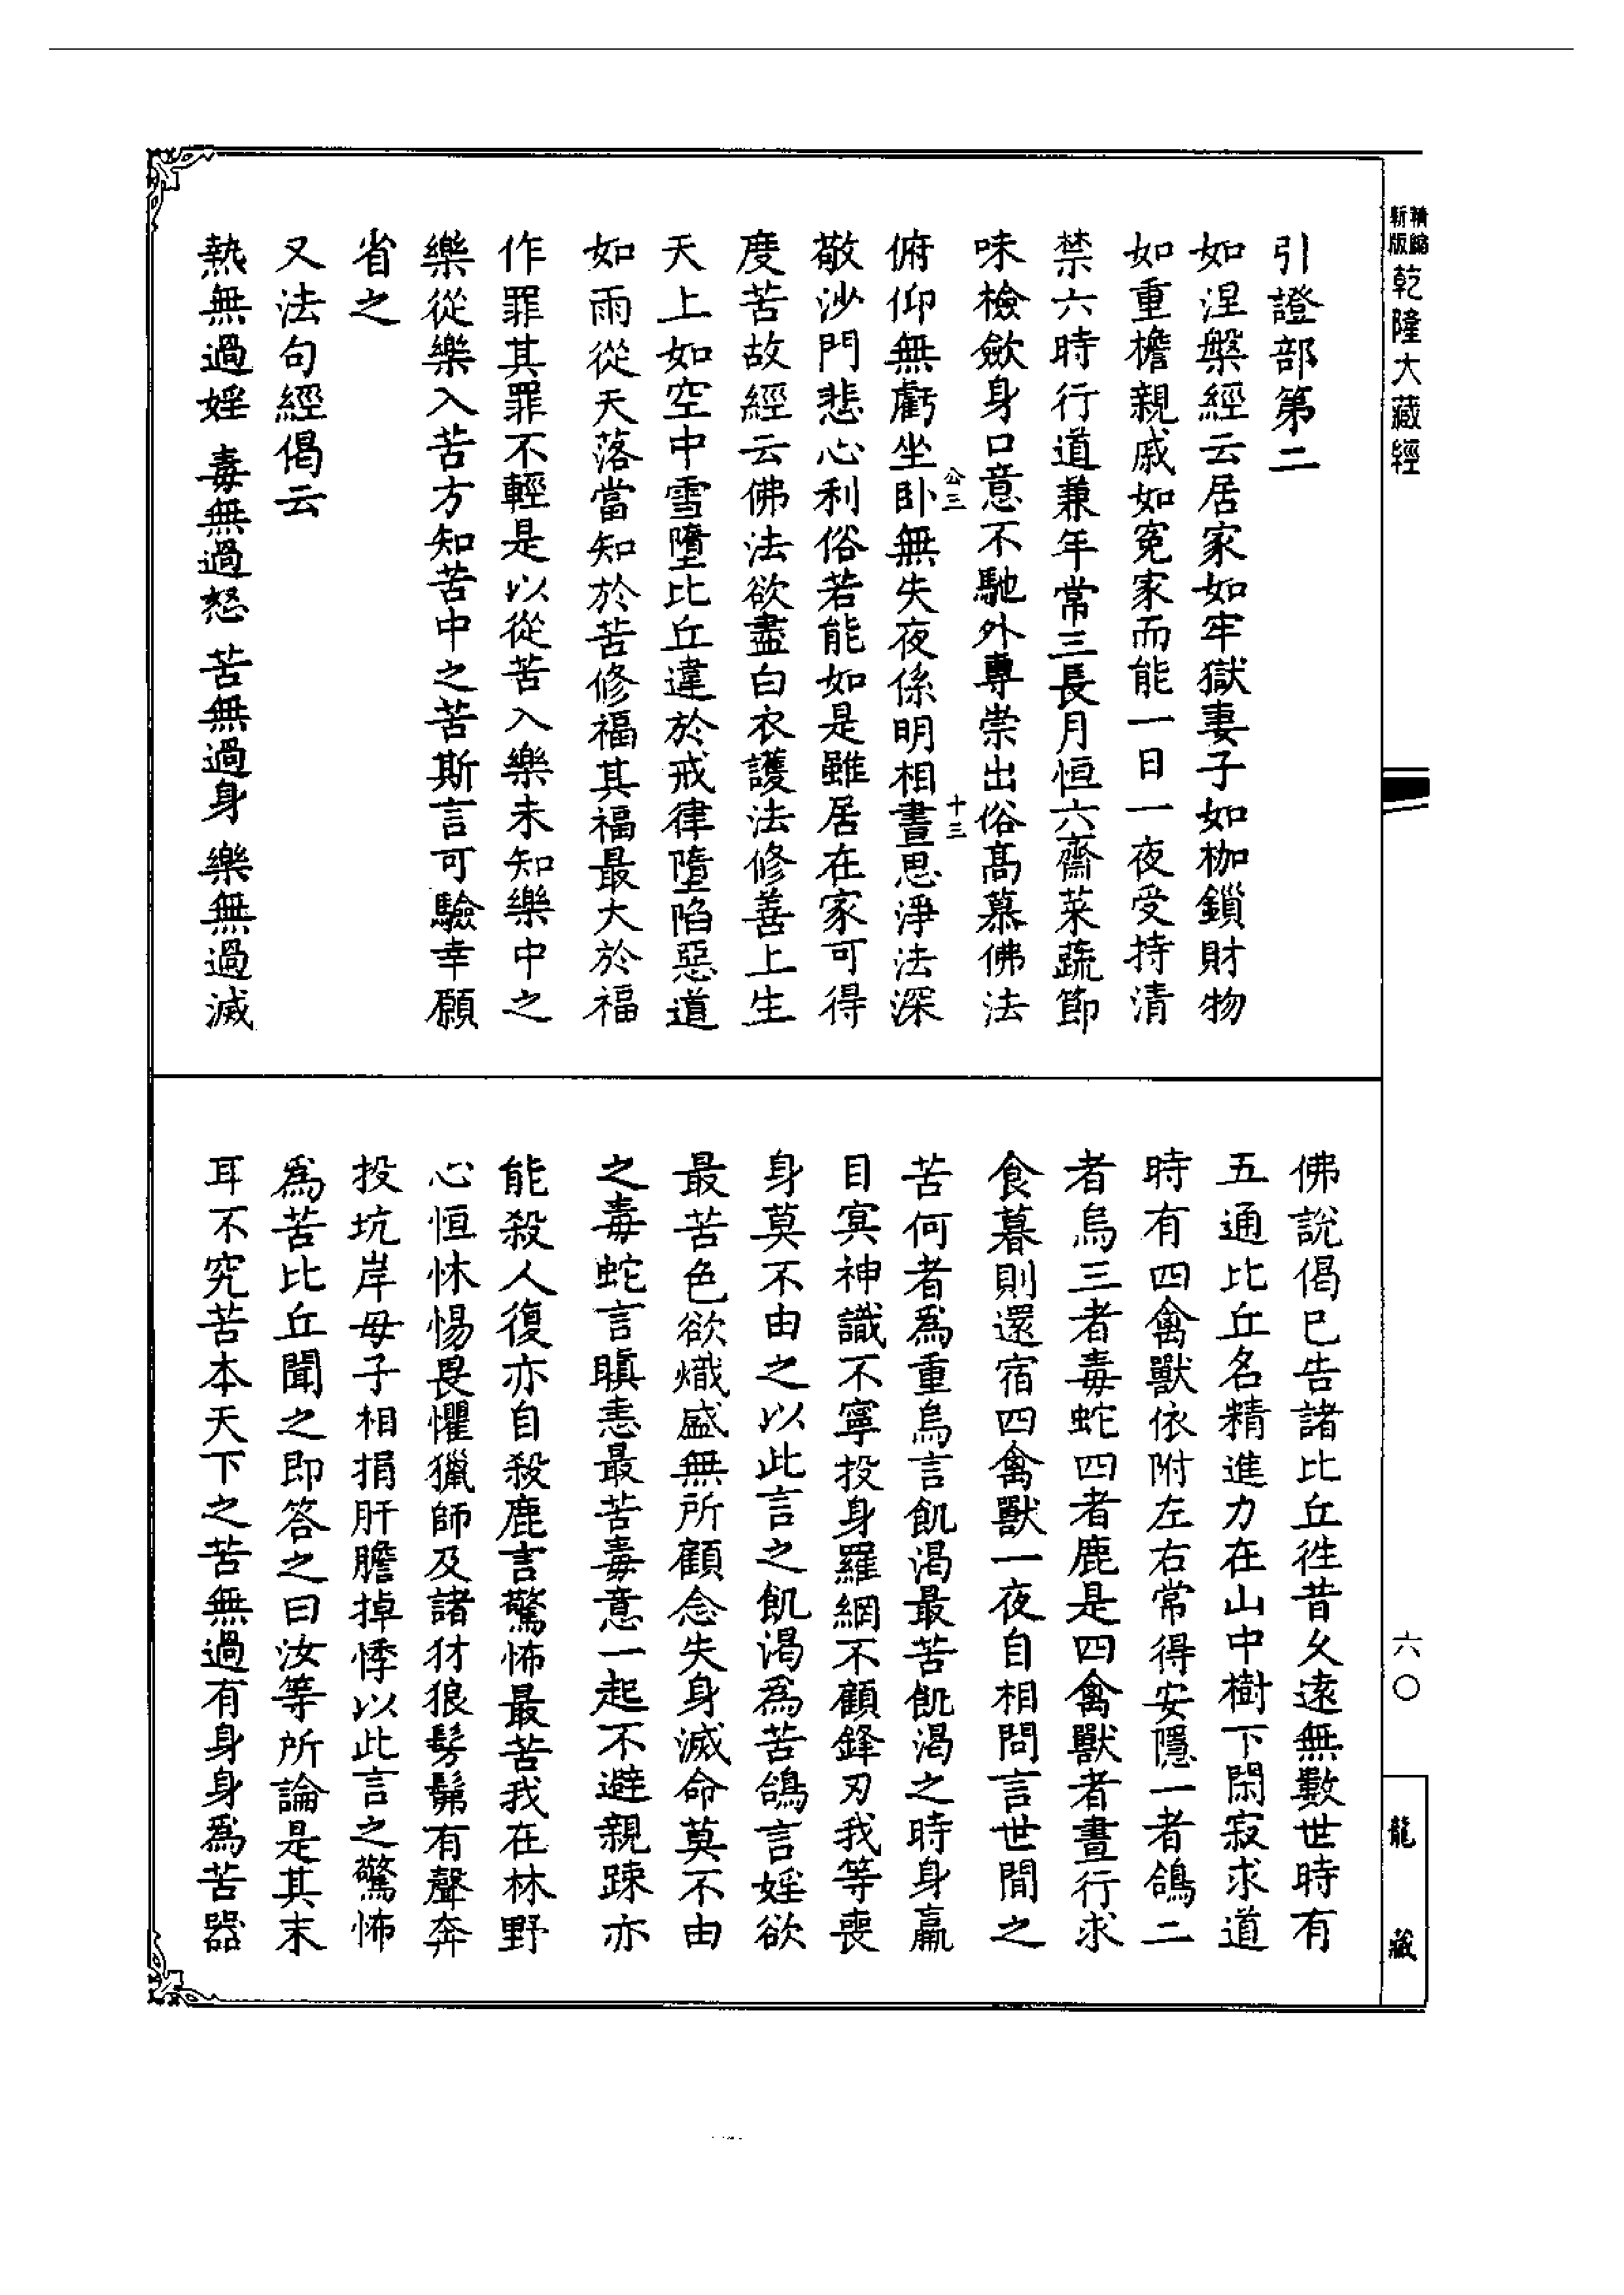 精縮新版乾隆大藏經
六〇
龍藏
引證部第二
如涅槃經云居家如牢獄妻子如枷鎖財物
如重檐親戚如冤家而能一日一夜受持清
禁六時行道兼年常三長月恒六齋菜蔬節
味檢歛身口意不馳外專崇出俗髙慕佛法
公三
十三
俯仰無虧坐卧無失夜係明相晝思淨法深
敬沙門悲心利俗若能如是雖居在家可得
度苦故經云佛法欲盡白衣護法修善上生
天上如空中雪墮比丘違於戒律墮陷惡道
如雨從天落當知於苦修福其福最大於福
作罪其罪不輕是以從苦入樂未知樂中之
樂從樂入苦方知苦中之苦斯言可驗幸願
省之
又法句經偈云
熱無過婬 毒無過怒 苦無過身 樂無過滅
佛說偈已告諸比丘徃昔久遠無數世時有
五通比丘名精進力在山中樹下閑寂求道
時有四禽獸依附左右常得安隱一者鴿二
者烏三者毒蛇四者鹿是四禽獸者晝行求
食暮則還宿四禽獸一夜自相問言世間之
苦何者爲重烏言飢渴最苦飢渴之時身羸
目寞神識不寧投身羅網不顧鋒刃我等喪
身莫不由之以此言之飢渴爲苦鴿言婬欲
最苦色欲熾盛無所顧念失身滅命莫不由
之毒蛇言瞋恚最苦毒意一起不避親踈亦
能殺人復亦自殺鹿言驚怖最苦我在林野
心恒怵惕畏懼獵師及諸犲狼髣髴有聲奔
投坑岸母子相捐肝膽掉悸以此言之驚怖
爲苦比丘聞之即答之曰汝等所論是其末
耳不究苦本天下之苦無過有身身爲苦器